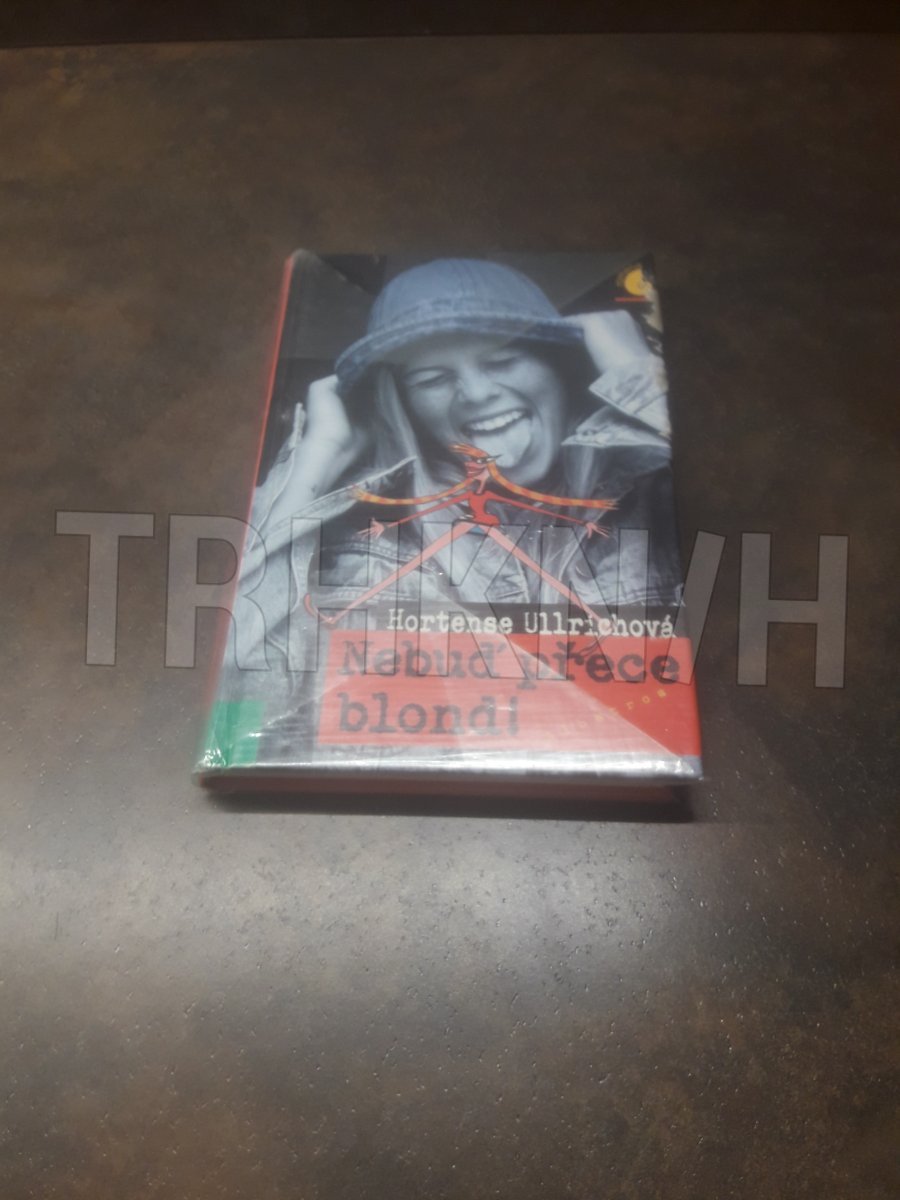 Hortense Ullrichová
Nebuď přece
blond!
TRHKNIH